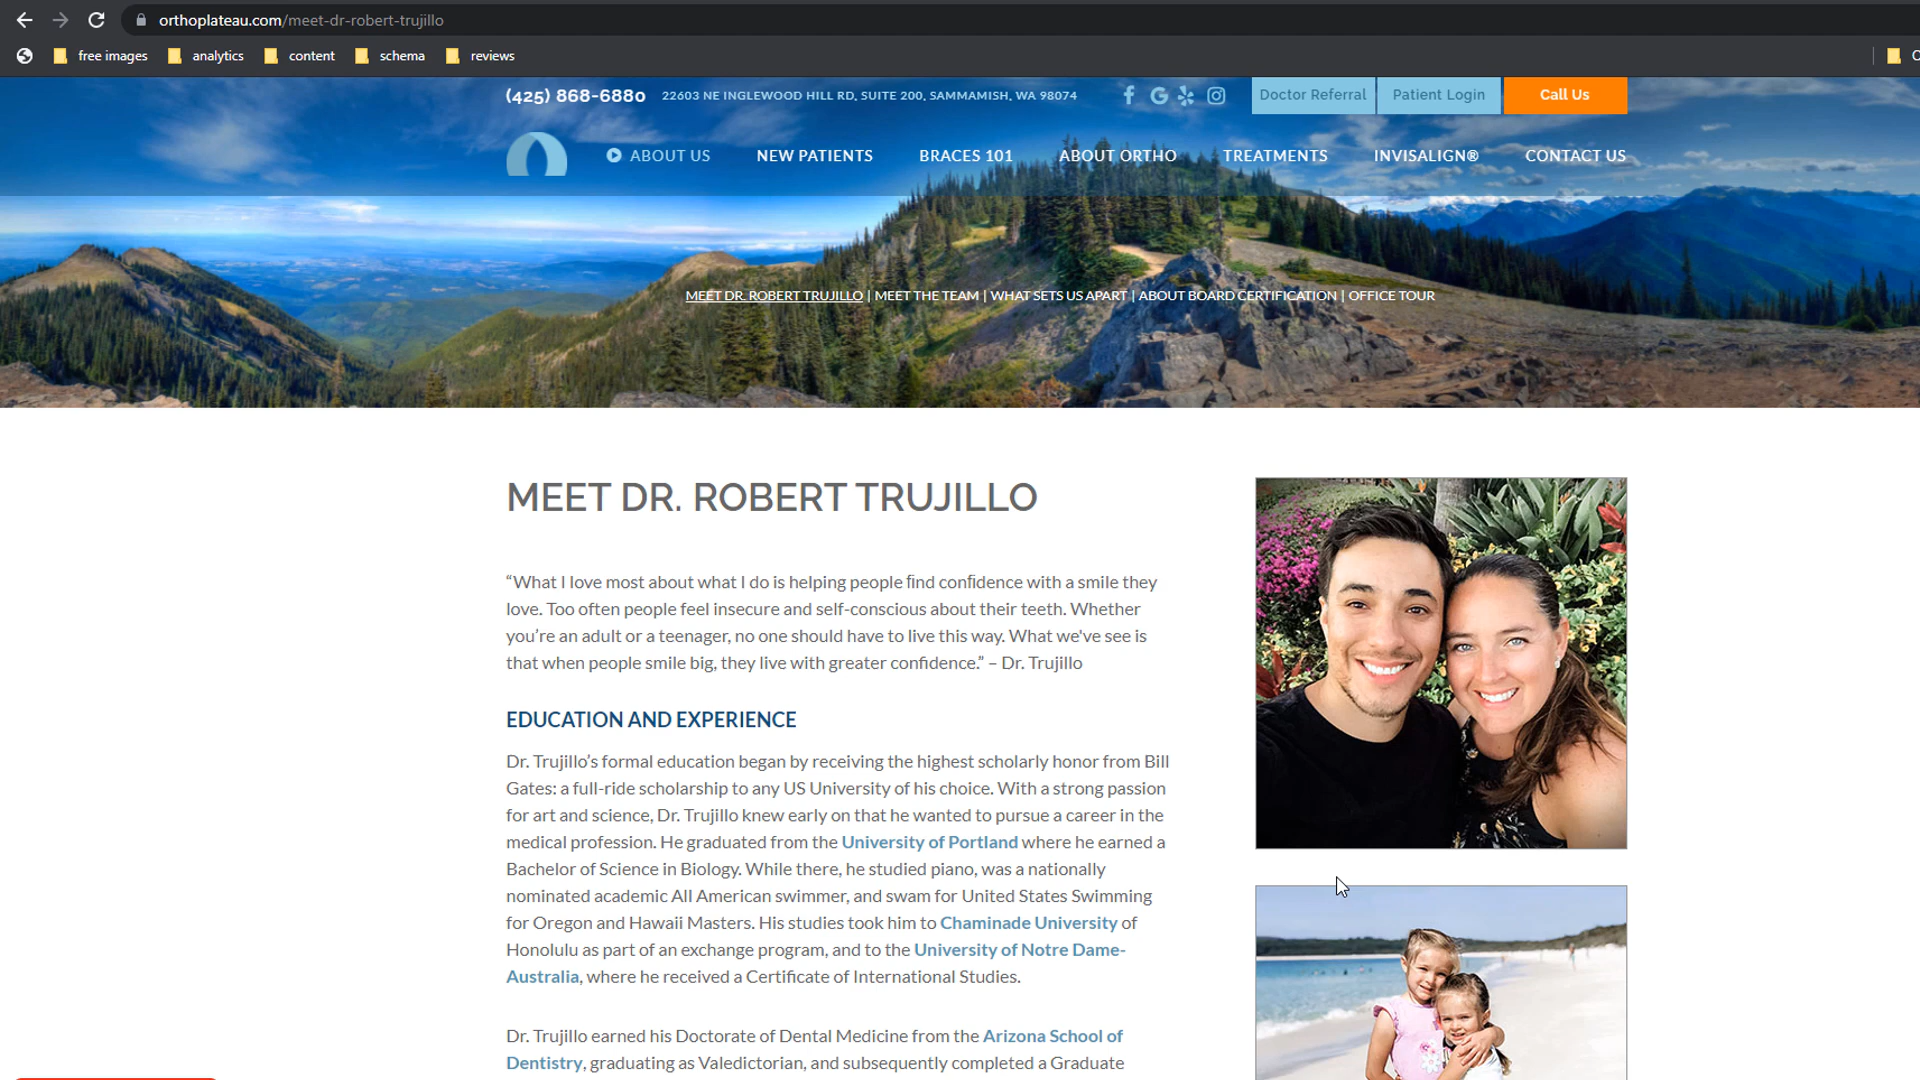 orthoplateau.com/meet-dr-robert-trujillo
free images analytics content schema reviews
(425) 868-6880 22603 NE INGLEWOOD HILL RD, SUITE 200, SAMMAMISH, WA 98074 Doctor Referral Patient Login Call Us
ABOUT US NEW PATIENTS BRACES 101 ABOUT ORTHO TREATMENTS INVISALIGN® CONTACT US
MEET DR. ROBERT TRUJILLO | MEET THE TEAM | WHAT SETS US APART | ABOUT BOARD CERTIFICATION | OFFICE TOUR
MEET DR. ROBERT TRUJILLO
“What I love most about what I do is helping people find confidence with a smile they
love. Too often people feel insecure and self-conscious about their teeth. Whether
you’re an adult or a teenager, no one should have to live this way. What we've see is
that when people smile big, they live with greater confidence.” – Dr. Trujillo
EDUCATION AND EXPERIENCE
Dr. Trujillo’s formal education began by receiving the highest scholarly honor from Bill
Gates: a full-ride scholarship to any US University of his choice. With a strong passion
for art and science, Dr. Trujillo knew early on that he wanted to pursue a career in the
medical profession. He graduated from the University of Portland where he earned a
Bachelor of Science in Biology. While there, he studied piano, was a nationally
nominated academic All American swimmer, and swam for United States Swimming
for Oregon and Hawaii Masters. His studies took him to Chaminade University of
Honolulu as part of an exchange program, and to the University of Notre Dame-
Australia, where he received a Certificate of International Studies.
Dr. Trujillo earned his Doctorate of Dental Medicine from the Arizona School of
Dentistry, graduating as Valedictorian, and subsequently completed a Graduate